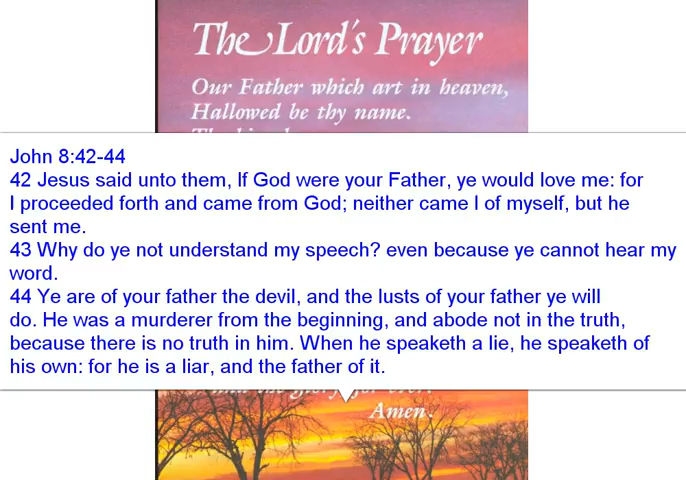 The Lord's Prayer
Our Father which art in heaven,
Hallowed be thy name.
John 8:42-44
42 Jesus said unto them, If God were your Father, ye would love me: for
I proceeded forth and came from God; neither came I of myself, but he
sent me.
43 Why do ye not understand my speech? even because ye cannot hear my
word.
44 Ye are of your father the devil, and the lusts of your father ye will
do. He was a murderer from the beginning, and abode not in the truth,
because there is no truth in him. When he speaketh a lie, he speaketh of
his own: for he is a liar, and the father of it.
the glory, for ever.
Amen.